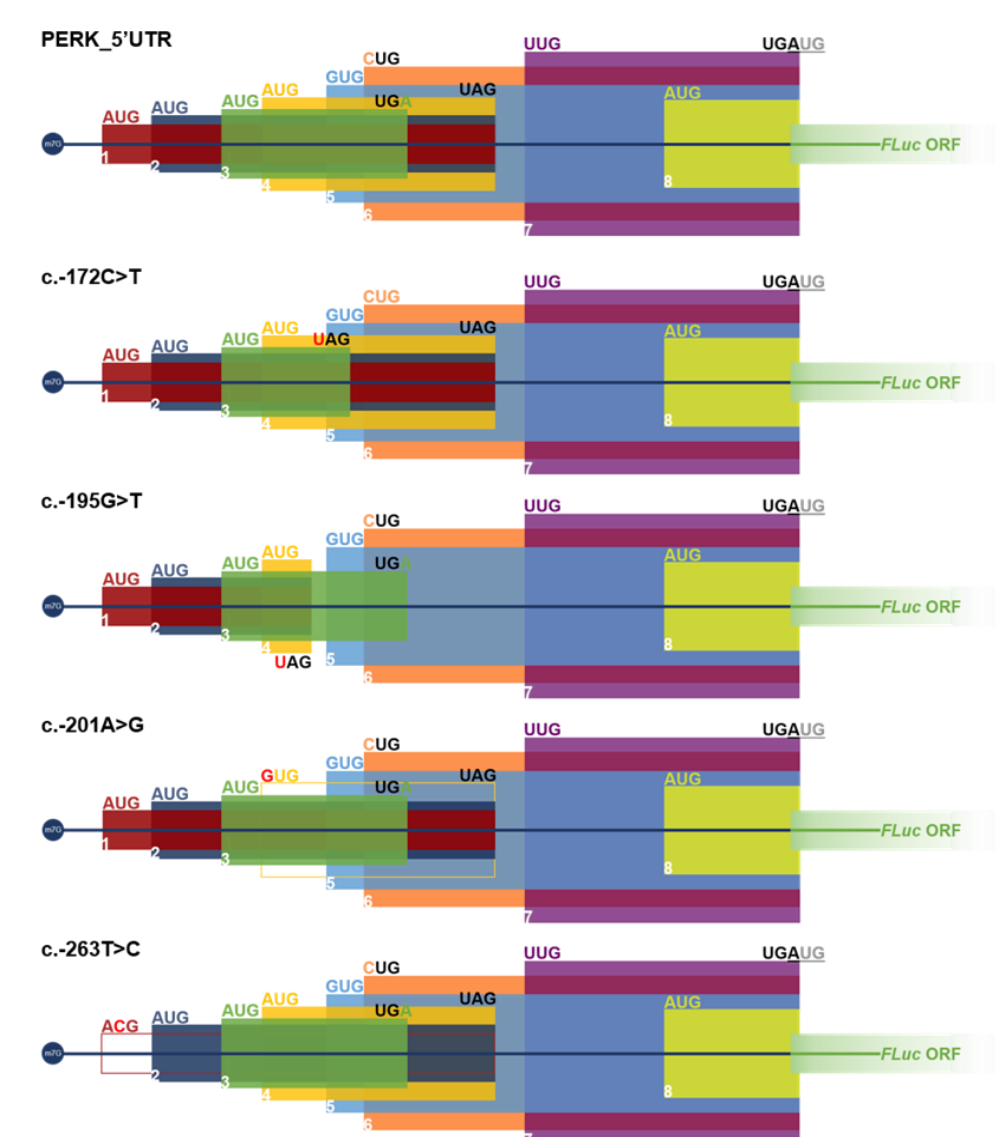 PERK_5'UTR
UUG UGAUG
CUG
GUG
AUG UAG AUG
AUG UGA
AUG
AUG
m7G FLuc ORF
1
2
3
4 8
5
6
7
c.-172C>T
UUG UGAUG
CUG
GUG
AUG UAG AUG
AUG UAG
AUG
AUG
m7G FLuc ORF
1
2
3
4 8
5
6
7
c.-195G>T
UUG UGAUG
CUG
GUG
AUG AUG
AUG UGA
AUG
AUG
m7G FLuc ORF
1
2
3
4 8
UAG 5
6
7
c.-201A>G
UUG UGAUG
CUG
GUG
GUG UAG AUG
AUG UGA
AUG
AUG
m7G FLuc ORF
1
2
3
8
5
6
7
c.-263T>C
UUG UGAUG
CUG
GUG
AUG UAG AUG
AUG UGA
AUG
ACG
m7G FLuc ORF
2
3
4 8
5
6
7